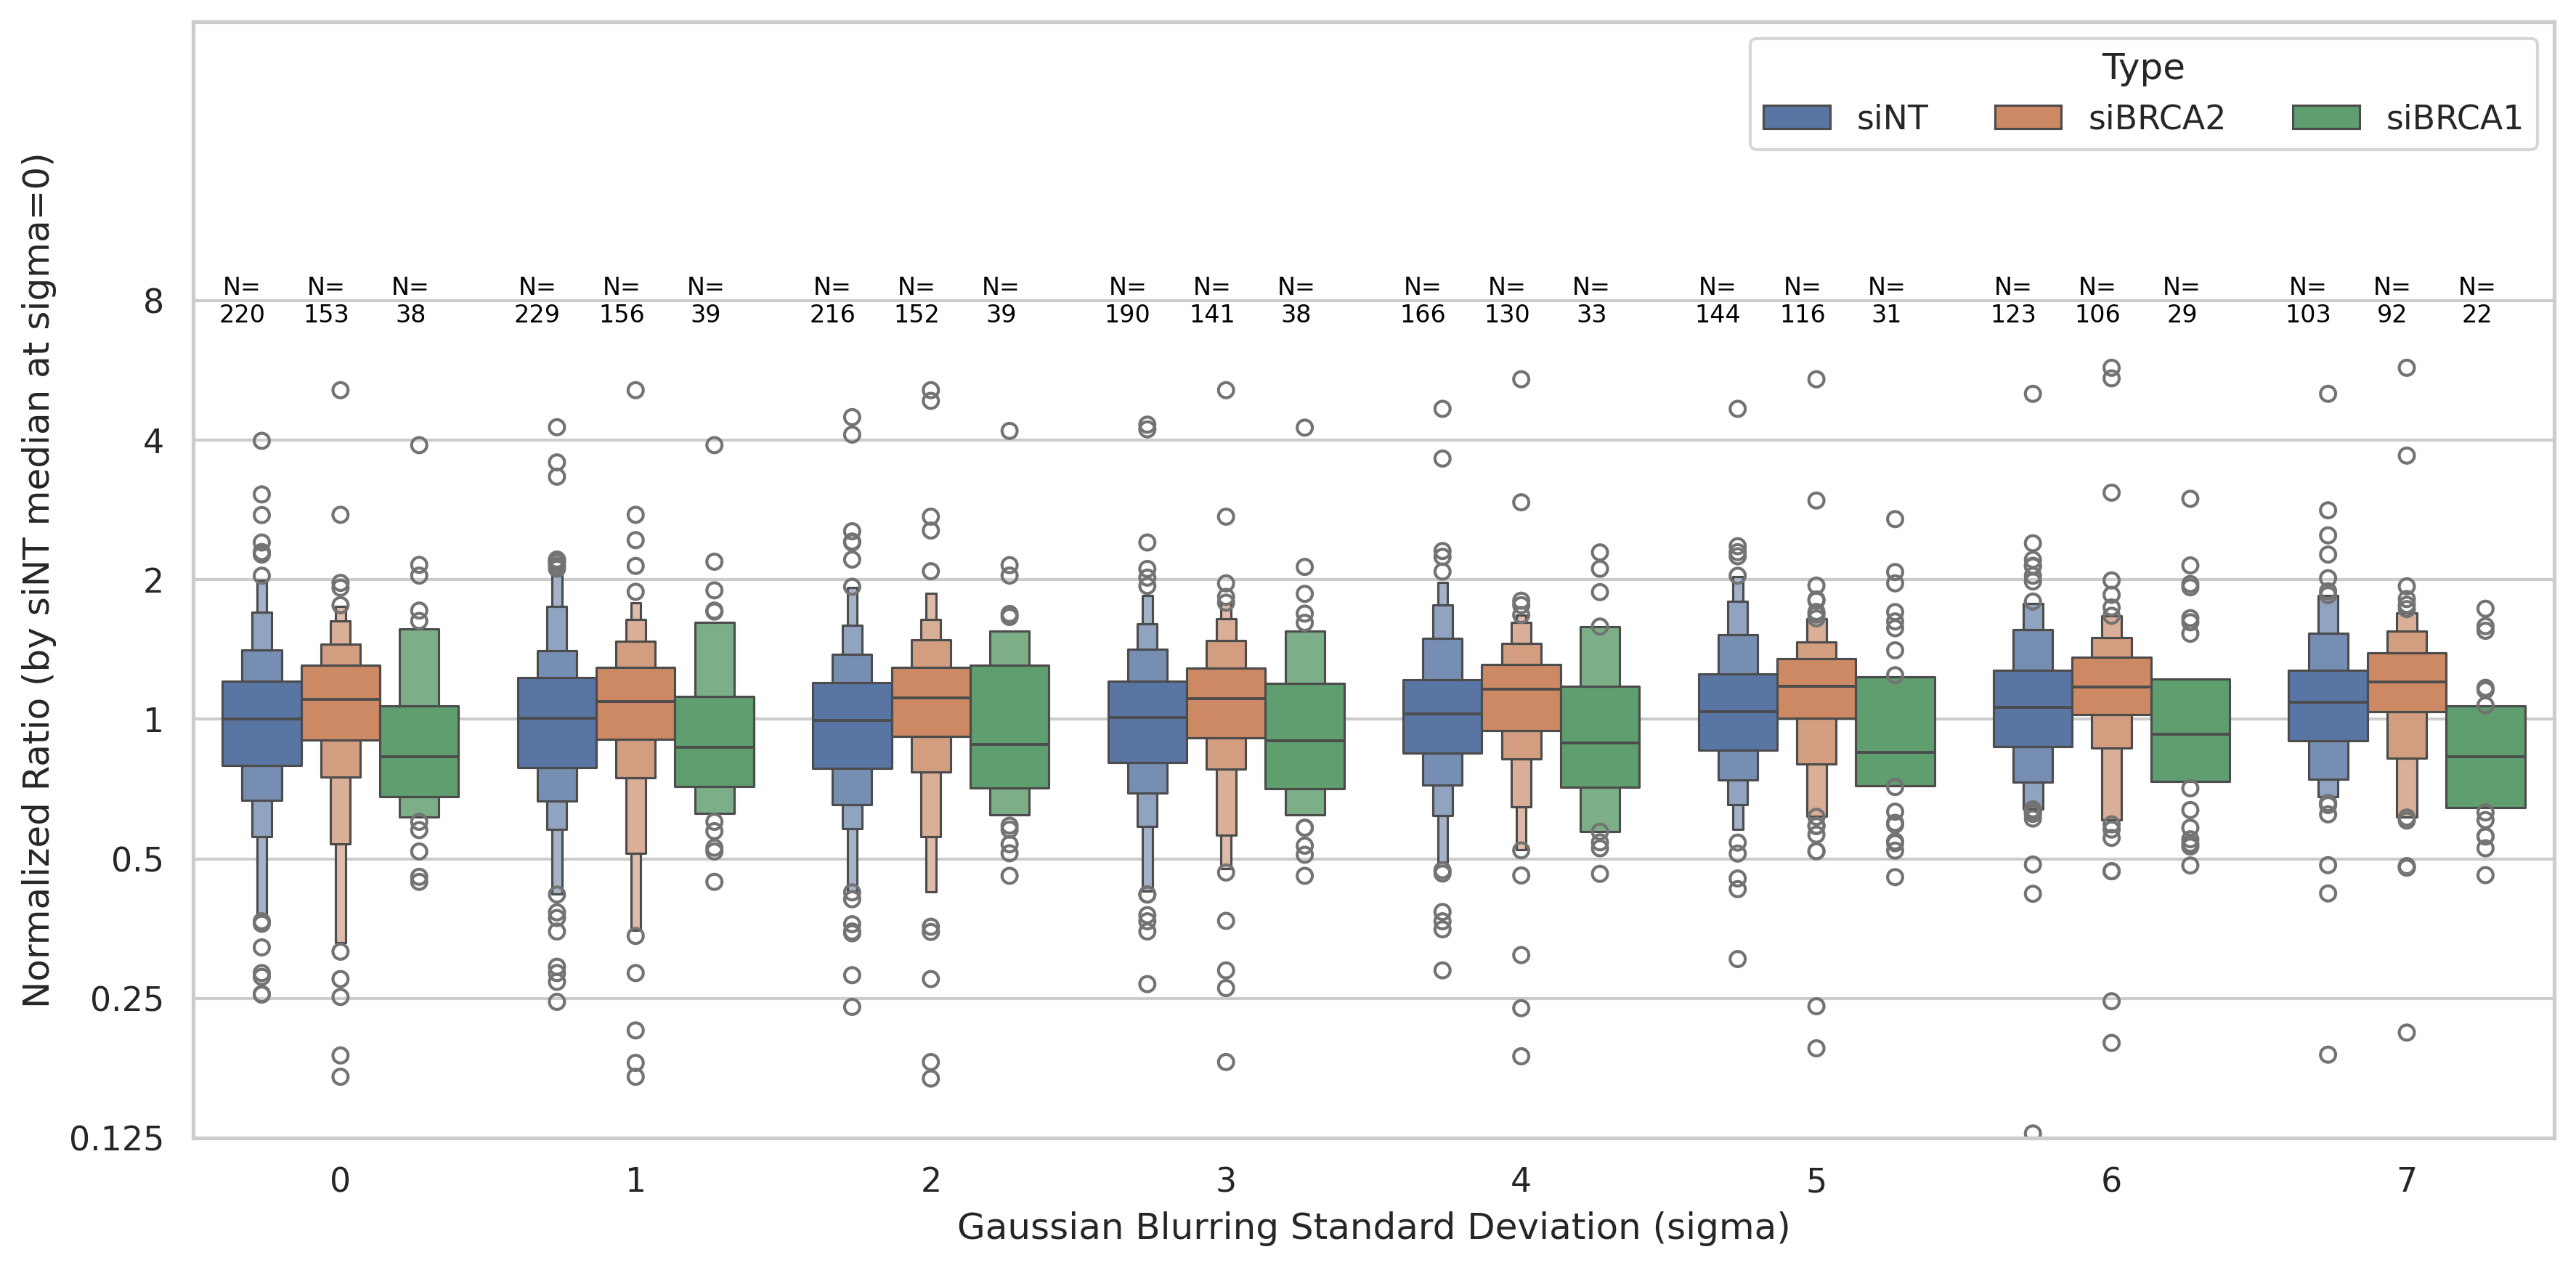 Type
siNT siBRCA2 siBRCA1
Normalized Ratio (by siNT median at sigma=0)
N= N= N= N= N= N= N= N= N= N= N= N= N= N= N= N= N= N= N= N= N= N= N= N=
220 153 38 229 156 39 216 152 39 190 141 38 166 130 33 144 116 31 123 106 29 103 92 22
8
4
2
1
0.5
0.25
0.125
0 1 2 3 4 5 6 7
Gaussian Blurring Standard Deviation (sigma)